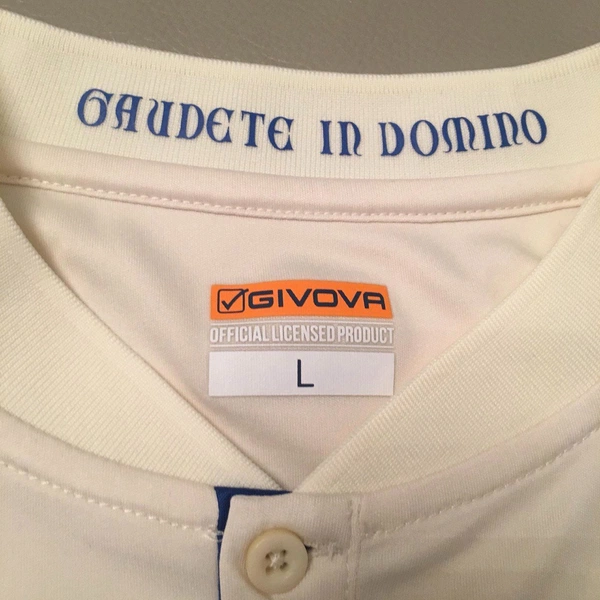 GAUDETE IN DOMINO
GIVOVA
OFFICIAL LICENSED PRODUCT
L